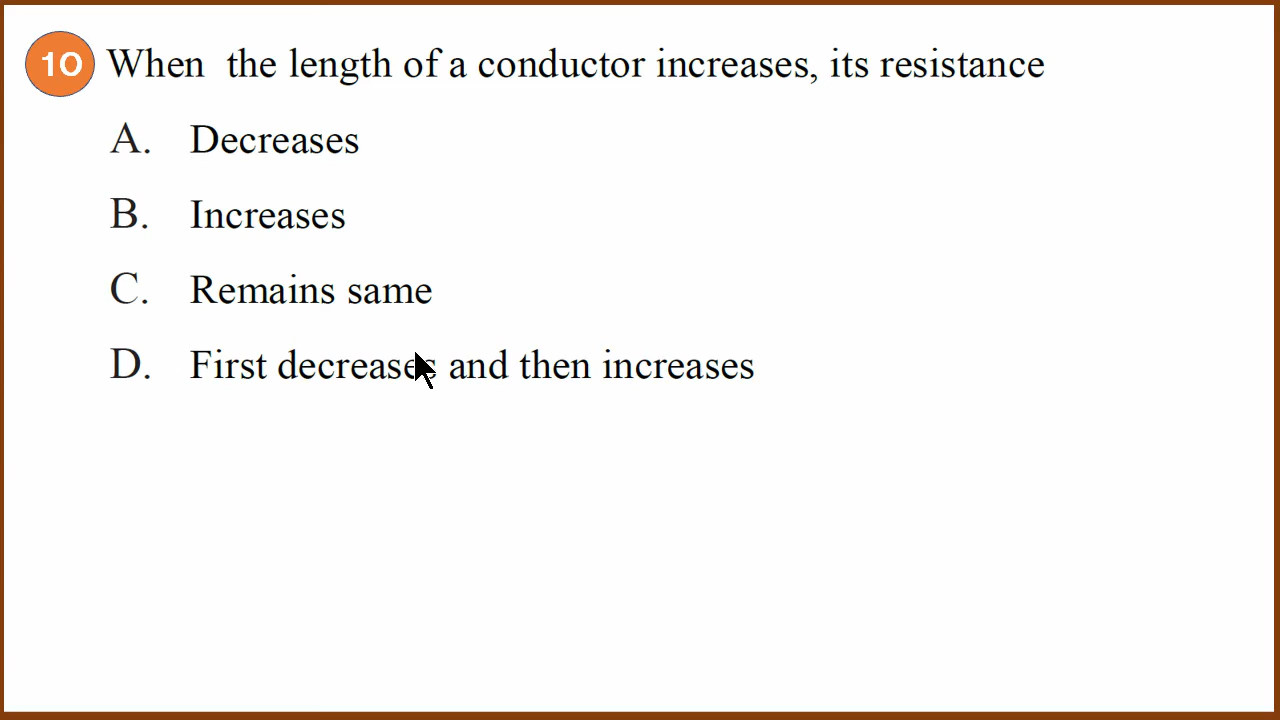 10 When the length of a conductor increases, its resistance
A. Decreases
B. Increases
C. Remains same
D. First decreases and then increases